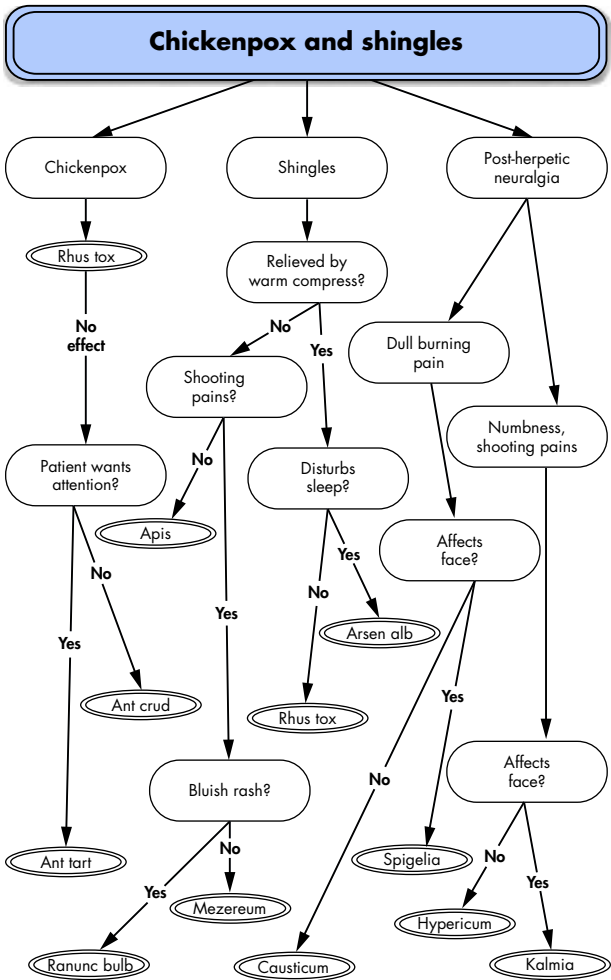 Chickenpox and shingles
Chickenpox
Shingles
Post-herpetic
neuralgia
Rhus tox
Relieved by
warm compress?
No
effect
No
Yes
Dull burning
pain
Shooting
pains?
Numbness,
shooting pains
Patient wants
attention?
No
Disturbs
sleep?
Apis
Affects
face?
No
Yes
No
Yes
Yes
Arsen alb
Ant crud
Rhus tox
Yes
No
Bluish rash?
Affects
face?
Ant tart
No
Spigelia
No
Yes
Yes
Mezereum
Hypericum
Ranunc bulb
Causticum
Kalmia